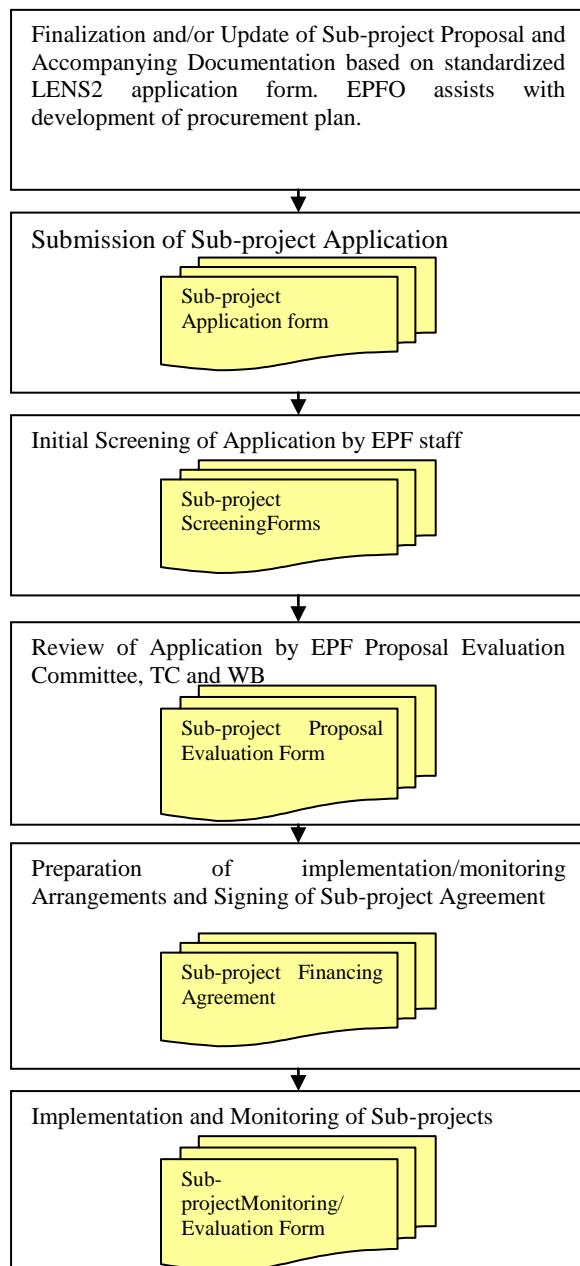 Finalization and/or Update of Sub-project Proposal and
Accompanying Documentation based on standardized
LENS2 application form. EPFO assists with
development of procurement plan.
Submission of Sub-project Application
Sub-project
Application form
Initial Screening of Application by EPF staff
Sub-project
ScreeningForms
Review of Application by EPF Proposal Evaluation
Committee, TC and WB
Sub-project Proposal
Evaluation Form
Preparation of implementation/monitoring
Arrangements and Signing of Sub-project Agreement
Sub-project Financing
Agreement
Implementation and Monitoring of Sub-projects
Sub-
projectMonitoring/
Evaluation Form